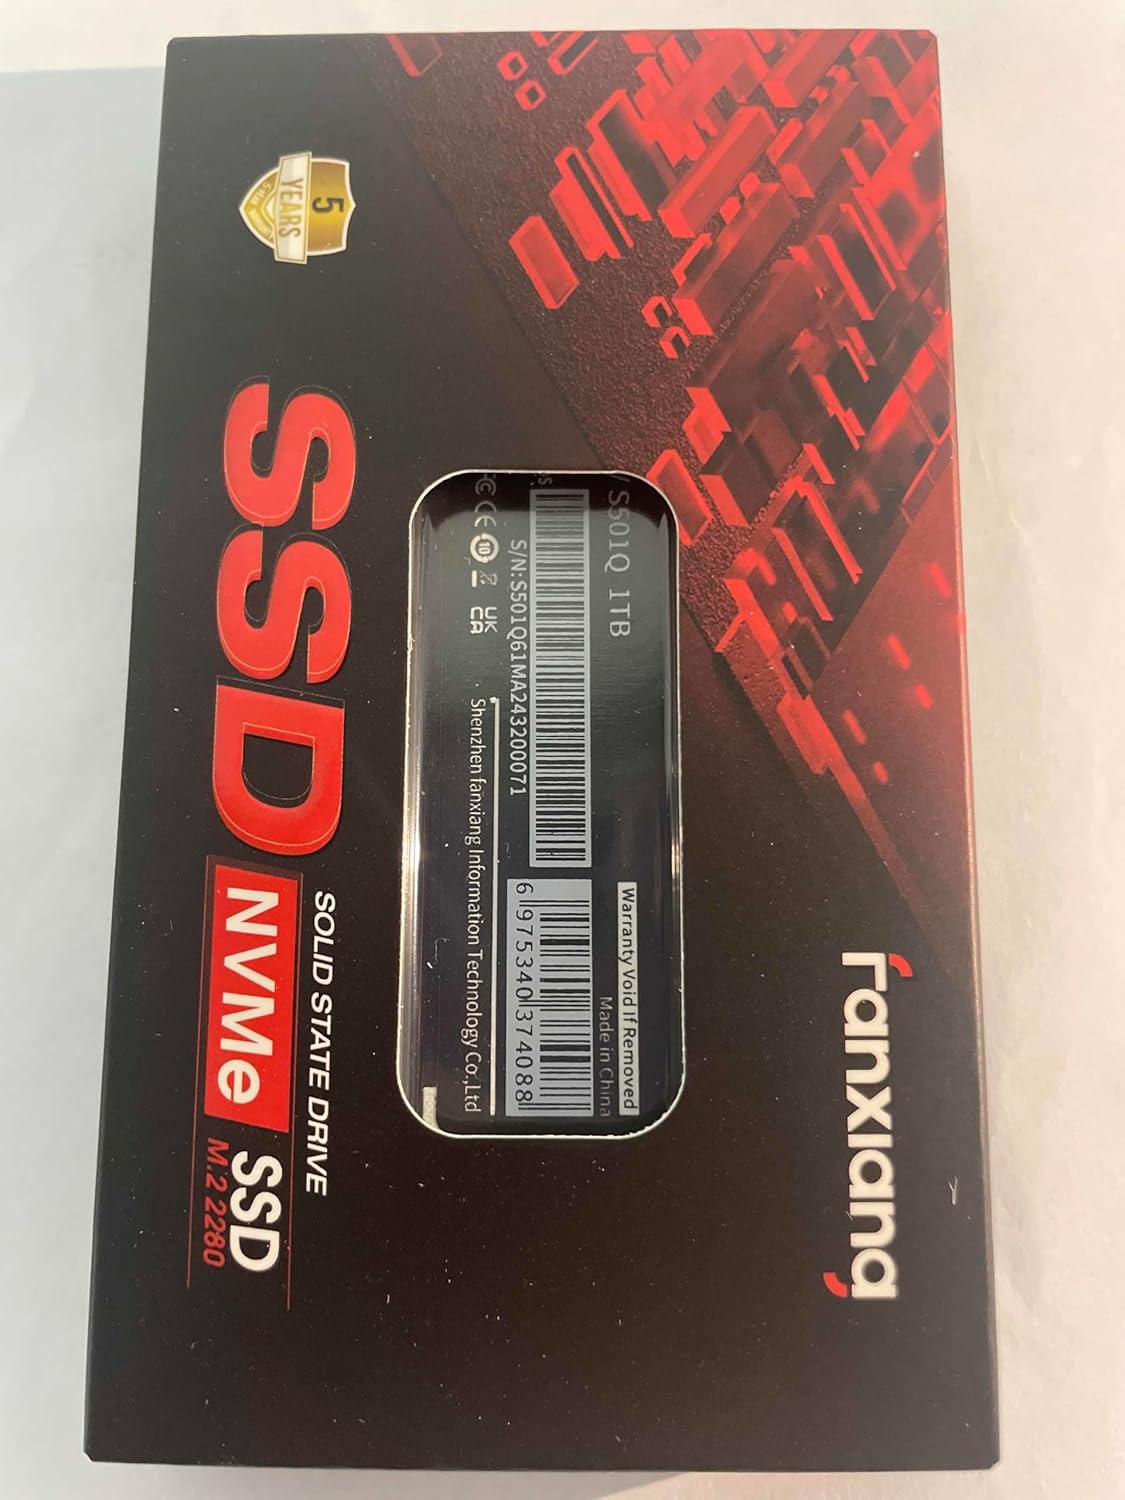 fanxiang
S501Q 1TB
Warranty Void If Removed
Made in China
S/N:S501Q61MA243200071
6 975340 374088
UK
CA
Shenzhen fanxiang Information Technology Co.,Ltd
5
YEARS
SSD
SOLID STATE DRIVE
NVMe SSD
M.2 2280